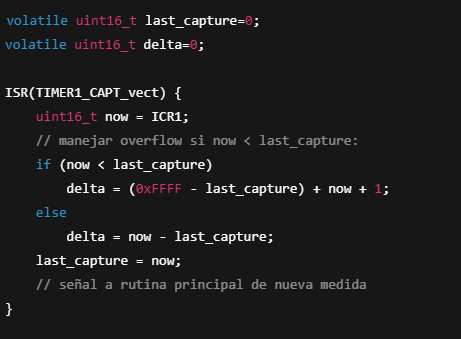 volatile uint16_t last_capture=0;
volatile uint16_t delta=0;

ISR(TIMER1_CAPT_vect) {
    uint16_t now = ICR1;
    // manejar overflow si now < last_capture:
    if (now < last_capture)
        delta = (0xFFFF - last_capture) + now + 1;
    else
        delta = now - last_capture;
    last_capture = now;
    // señal a rutina principal de nueva medida
}